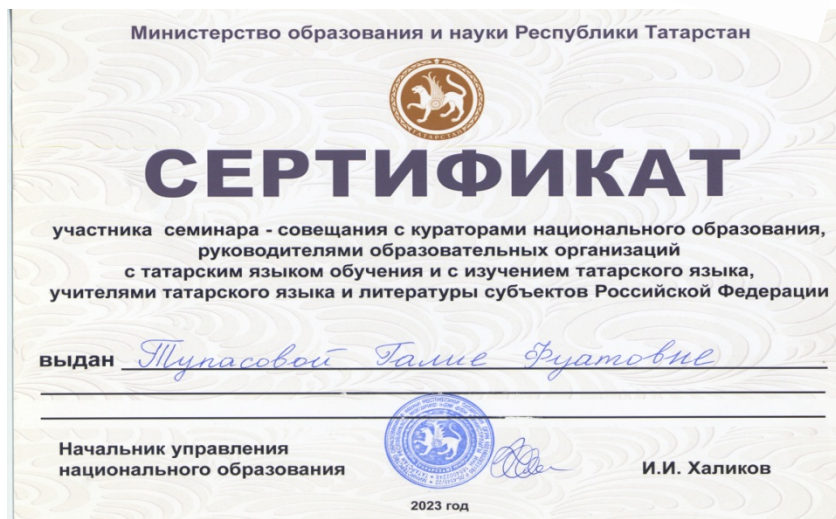 Министерство образования и науки Республики Татарстан
ТАТАРСТАН
СЕРТИФИКАТ
участника семинара - совещания с кураторами национального образования,
руководителями образовательных организаций
с татарским языком обучения и с изучением татарского языка,
учителями татарского языка и литературы субъектов Российской Федерации
выдан Тупасовой Галие Фуатовне
Начальник управления
национального образования
И.И. Халиков
2023 год